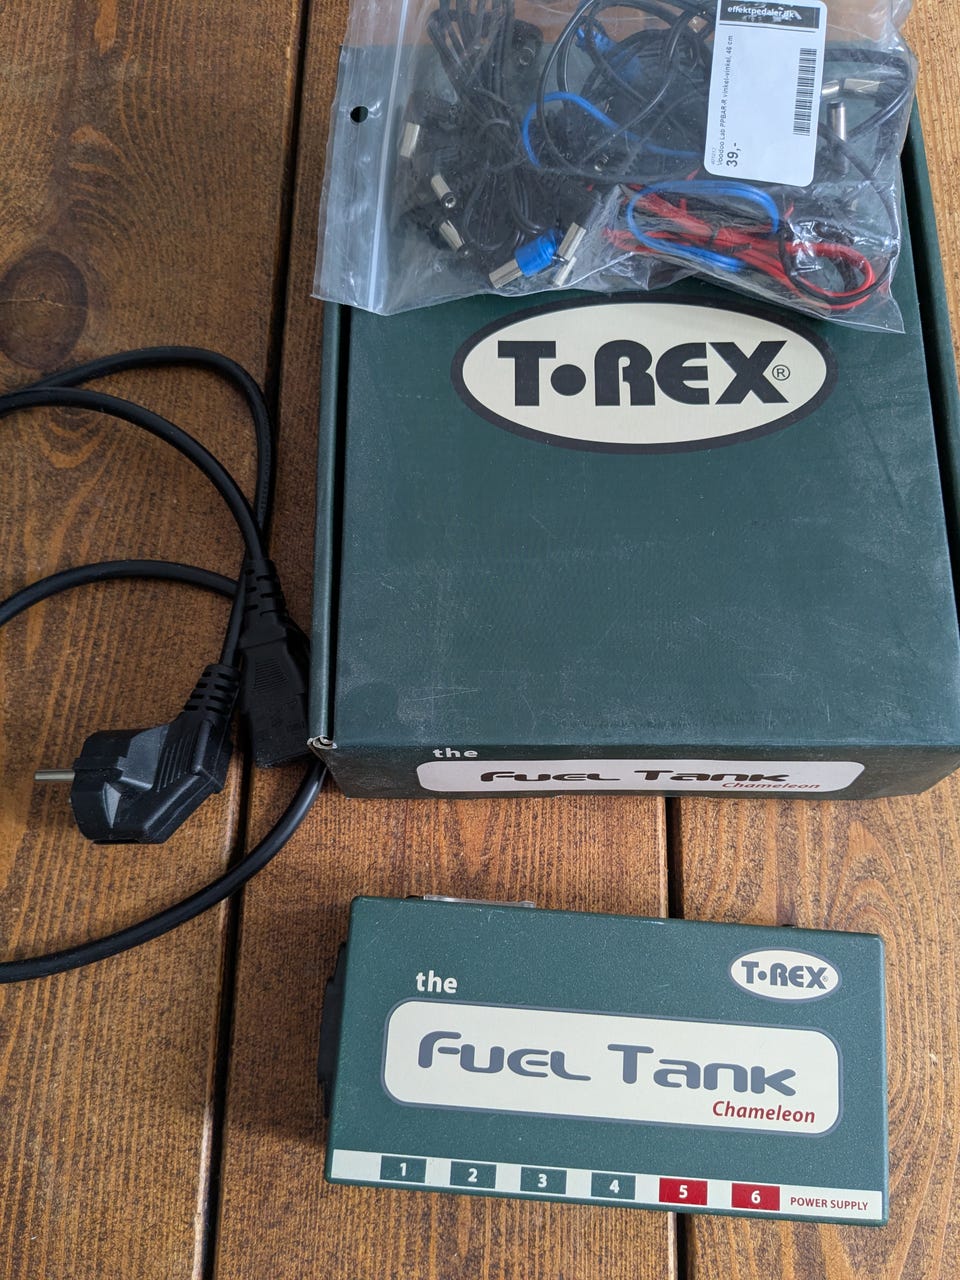 effektpedaler.dk
Voodoo Lab PPBAR-R vinkel-vinkel, 46 cm
39,-
T•REX®
the
Fuel Tank
Chameleon
the
T•REX®
Fuel Tank
Chameleon
1 2 3 4 5 6 POWER SUPPLY